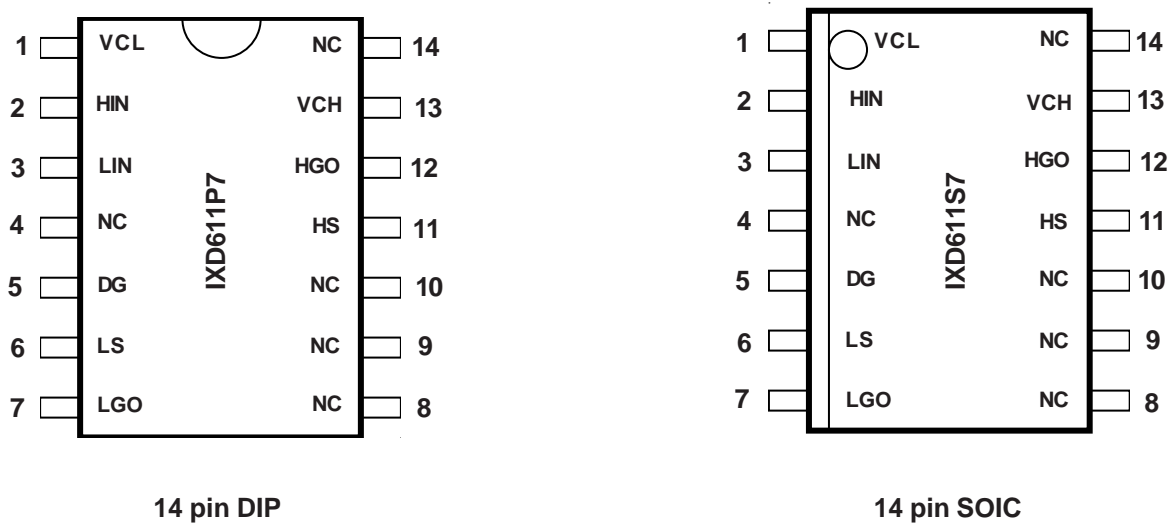 1 VCL NC 14
2 HIN VCH 13
3 LIN HGO 12
4 NC HS 11
5 DG NC 10
6 LS NC 9
7 LGO NC 8
IXD611P7
14 pin DIP
1 VCL NC 14
2 HIN VCH 13
3 LIN HGO 12
4 NC HS 11
5 DG NC 10
6 LS NC 9
7 LGO NC 8
IXD611S7
14 pin SOIC